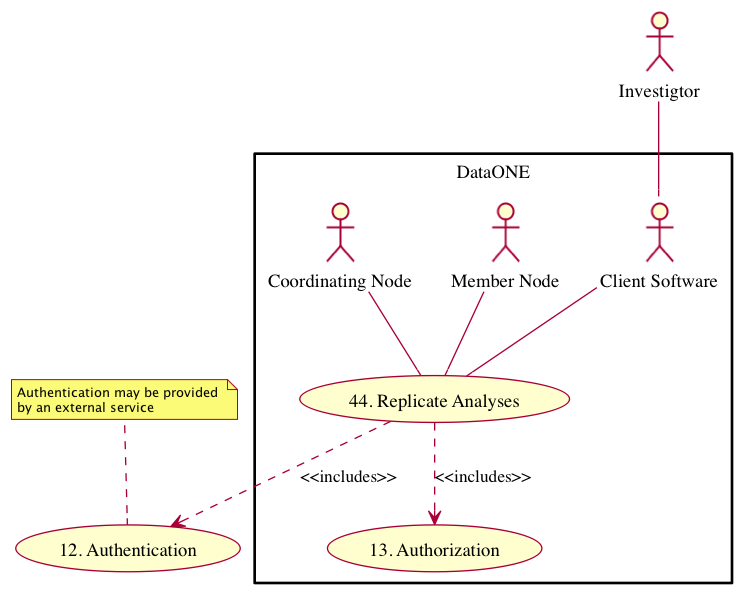 Investigtor
DataONE
Coordinating Node
Member Node
Client Software
Authentication may be provided
by an external service
44. Replicate Analyses
<<includes>>
<<includes>>
12. Authentication
13. Authorization